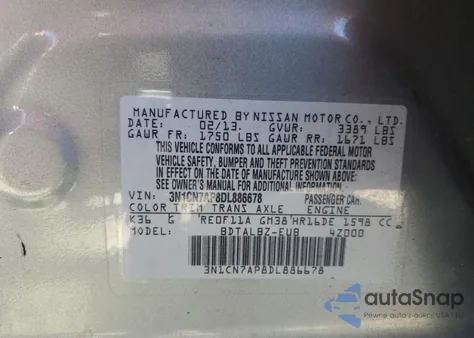 MANUFACTURED BY NISSAN MOTOR CO., LTD.
DATE: 02/13. GVWR: 3389 LBS
GAWR FR: 1750 LBS GAWR RR: 1671 LBS
THIS VEHICLE CONFORMS TO ALL APPLICABLE FEDERAL MOTOR
VEHICLE SAFETY, BUMPER AND THEFT PREVENTION STANDARDS
IN EFFECT ON THE DATE OF MANUFACTURE SHOWN ABOVE.
SEE OWNER'S MANUAL FOR ADDITIONAL INFORMATION.
VIN: 3N1CN7AP8DL886678 PASSENGER CAR.
COLOR TRIM TRANS AXLE ENGINE
K36 G 'REOF11A GM38'HR16DE 1598 CC
MODEL: BDTALBZ-EUB 4Z000
3N1CN7AP8DL886678
autoSnap